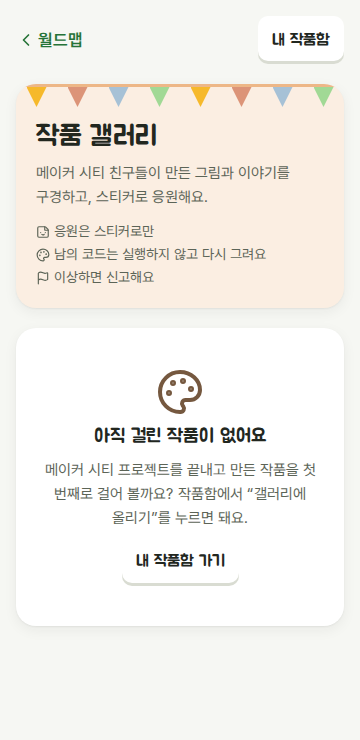 월드맵
내 작품함
작품 갤러리
메이커 시티 친구들이 만든 그림과 이야기를
구경하고, 스티커로 응원해요.
응원은 스티커로만
남의 코드는 실행하지 않고 다시 그려요
이상하면 신고해요
아직 걸린 작품이 없어요
메이커 시티 프로젝트를 끝내고 만든 작품을 첫
번째로 걸어 볼까요? 작품함에서 “갤러리에
올리기”를 누르면 돼요.
내 작품함 가기